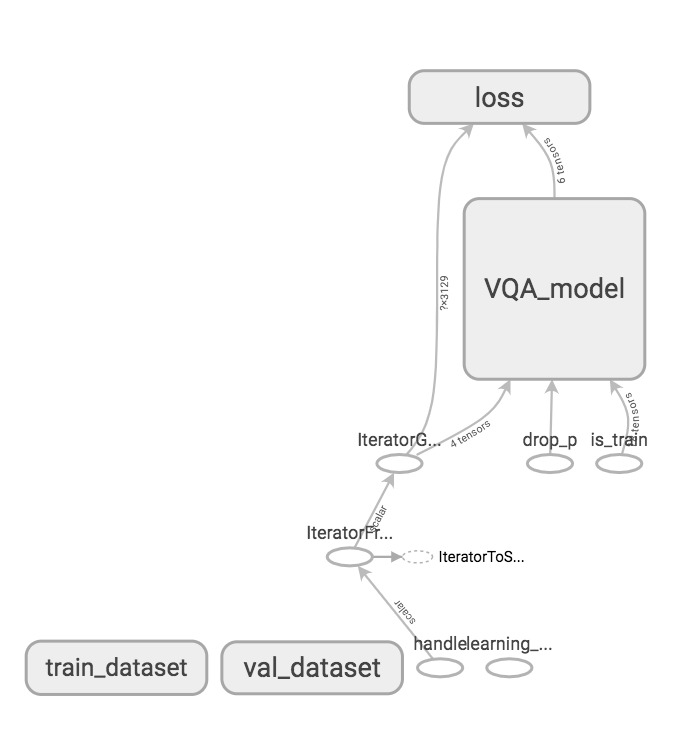 loss
6 tensors
VQA_model
?×3129
IteratorG...
4 tensors
drop_p
is_train
tensors
scalar
IteratorFr...
IteratorToS...
scalar
handle
learning_...
train_dataset
val_dataset